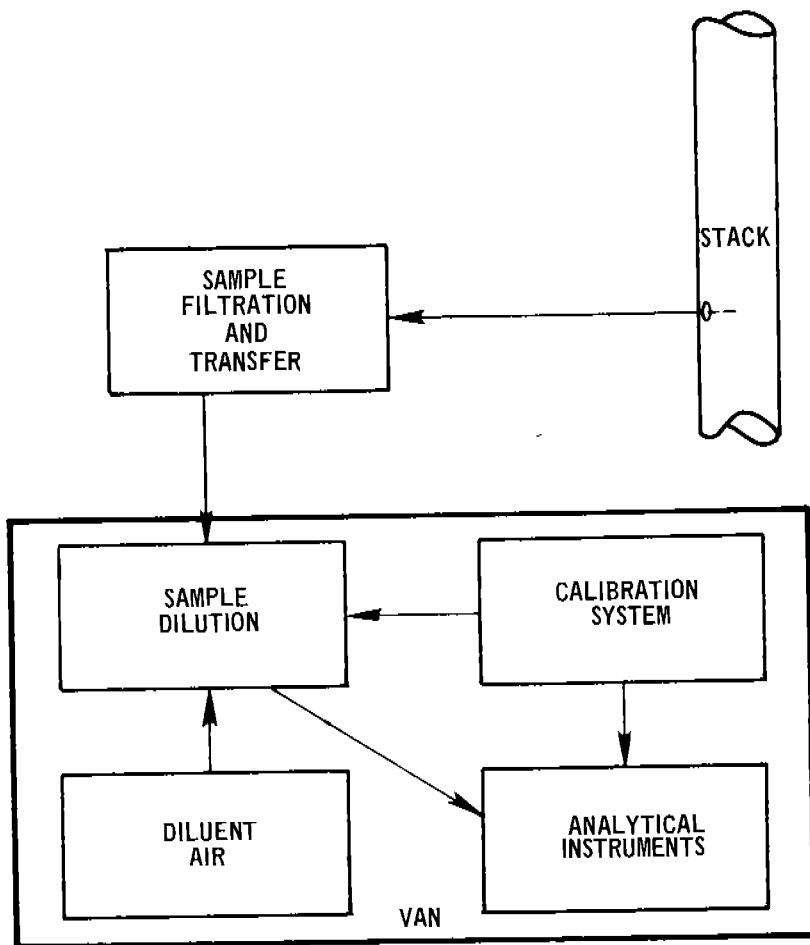 STACK
SAMPLE
FILTRATION
AND
TRANSFER
SAMPLE
DILUTION
CALIBRATION
SYSTEM
DILUENT
AIR
ANALYTICAL
INSTRUMENTS
VAN